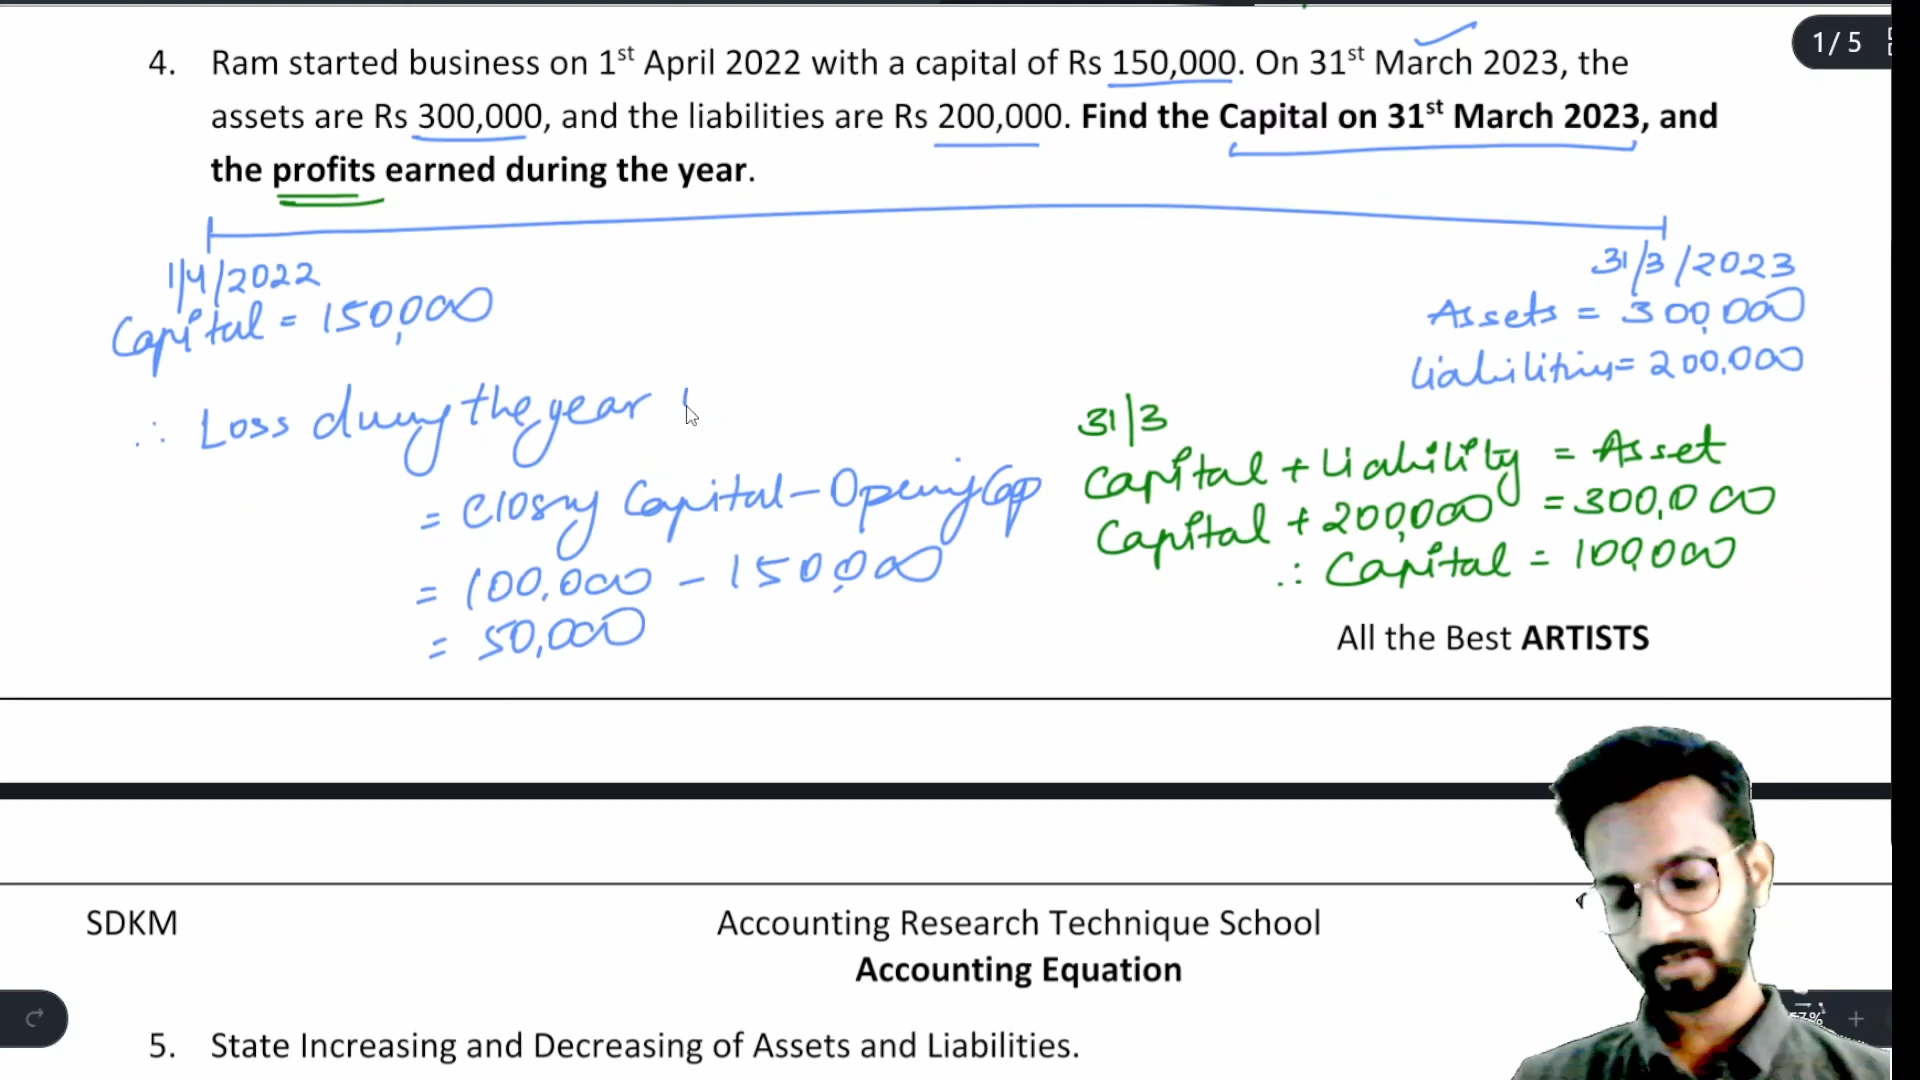 1/5
4. Ram started business on 1st April 2022 with a capital of Rs 150,000. On 31st March 2023, the
assets are Rs 300,000, and the liabilities are Rs 200,000. Find the Capital on 31st March 2023, and
the profits earned during the year.
1/4/2022
Capital = 150,000
31/3/2023
Assets = 300,000
Liabilities = 200,000
∴ Loss during the year
= Closing Capital - Opening Cap
= 100,000 - 150,000
= 50,000
31/3
Capital + Liability = Asset
Capital + 200,000 = 300,000
∴ Capital = 100,000
All the Best ARTISTS
SDKM
Accounting Research Technique School
Accounting Equation
5. State Increasing and Decreasing of Assets and Liabilities.